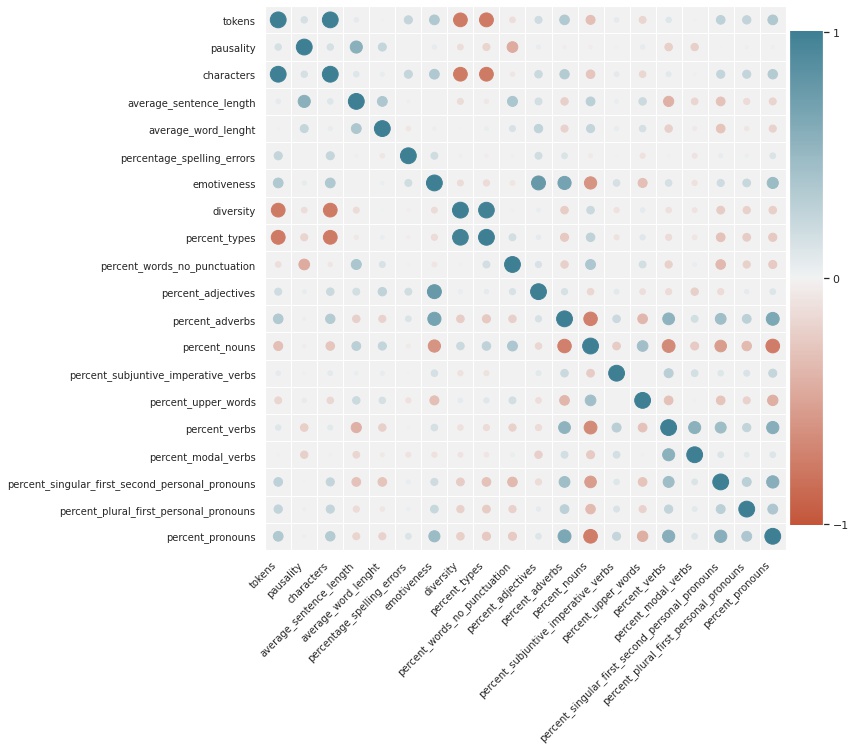 tokens
pausality
characters
average_sentence_length
average_word_lenght
percentage_spelling_errors
emotiveness
diversity
percent_types
percent_words_no_punctuation
percent_adjectives
percent_adverbs
percent_nouns
percent_subjuntive_imperative_verbs
percent_upper_words
percent_verbs
percent_modal_verbs
percent_singular_first_second_personal_pronouns
percent_plural_first_personal_pronouns
percent_pronouns
1
0
−1
tokens
pausality
characters
average_sentence_length
average_word_lenght
percentage_spelling_errors
emotiveness
diversity
percent_types
percent_words_no_punctuation
percent_adjectives
percent_adverbs
percent_nouns
percent_subjuntive_imperative_verbs
percent_upper_words
percent_verbs
percent_modal_verbs
percent_singular_first_second_personal_pronouns
percent_plural_first_personal_pronouns
percent_pronouns